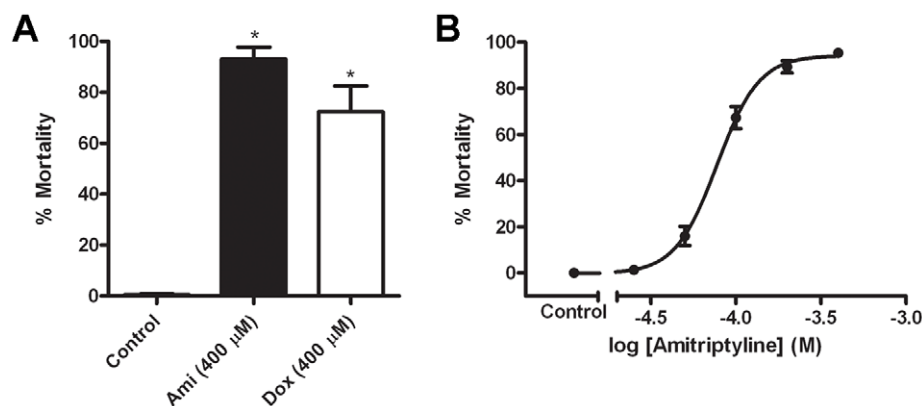 A
% Mortality
100
80
60
40
20
0
*
*
Control
Ami (400 µM)
Dox (400 µM)
B
% Mortality
100
80
60
40
20
0
Control
-4.5
-4.0
-3.5
-3.0
log [Amitriptyline] (M)